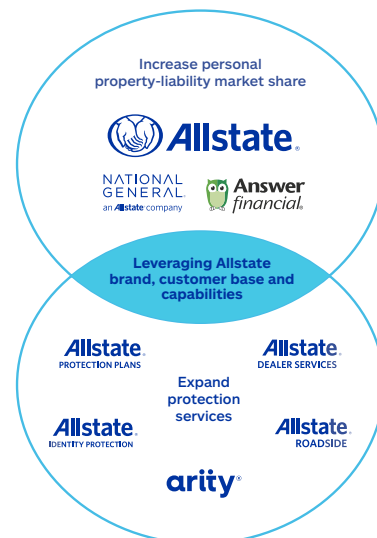 Increase personal
property-liability market share
Allstate®
NATIONAL
GENERAL®
an Allstate company
Answer
financial®
Leveraging Allstate
brand, customer base and
capabilities
Allstate®
PROTECTION PLANS
Allstate®
DEALER SERVICES
Expand
protection
services
Allstate®
IDENTITY PROTECTION
Allstate®
ROADSIDE
arity®